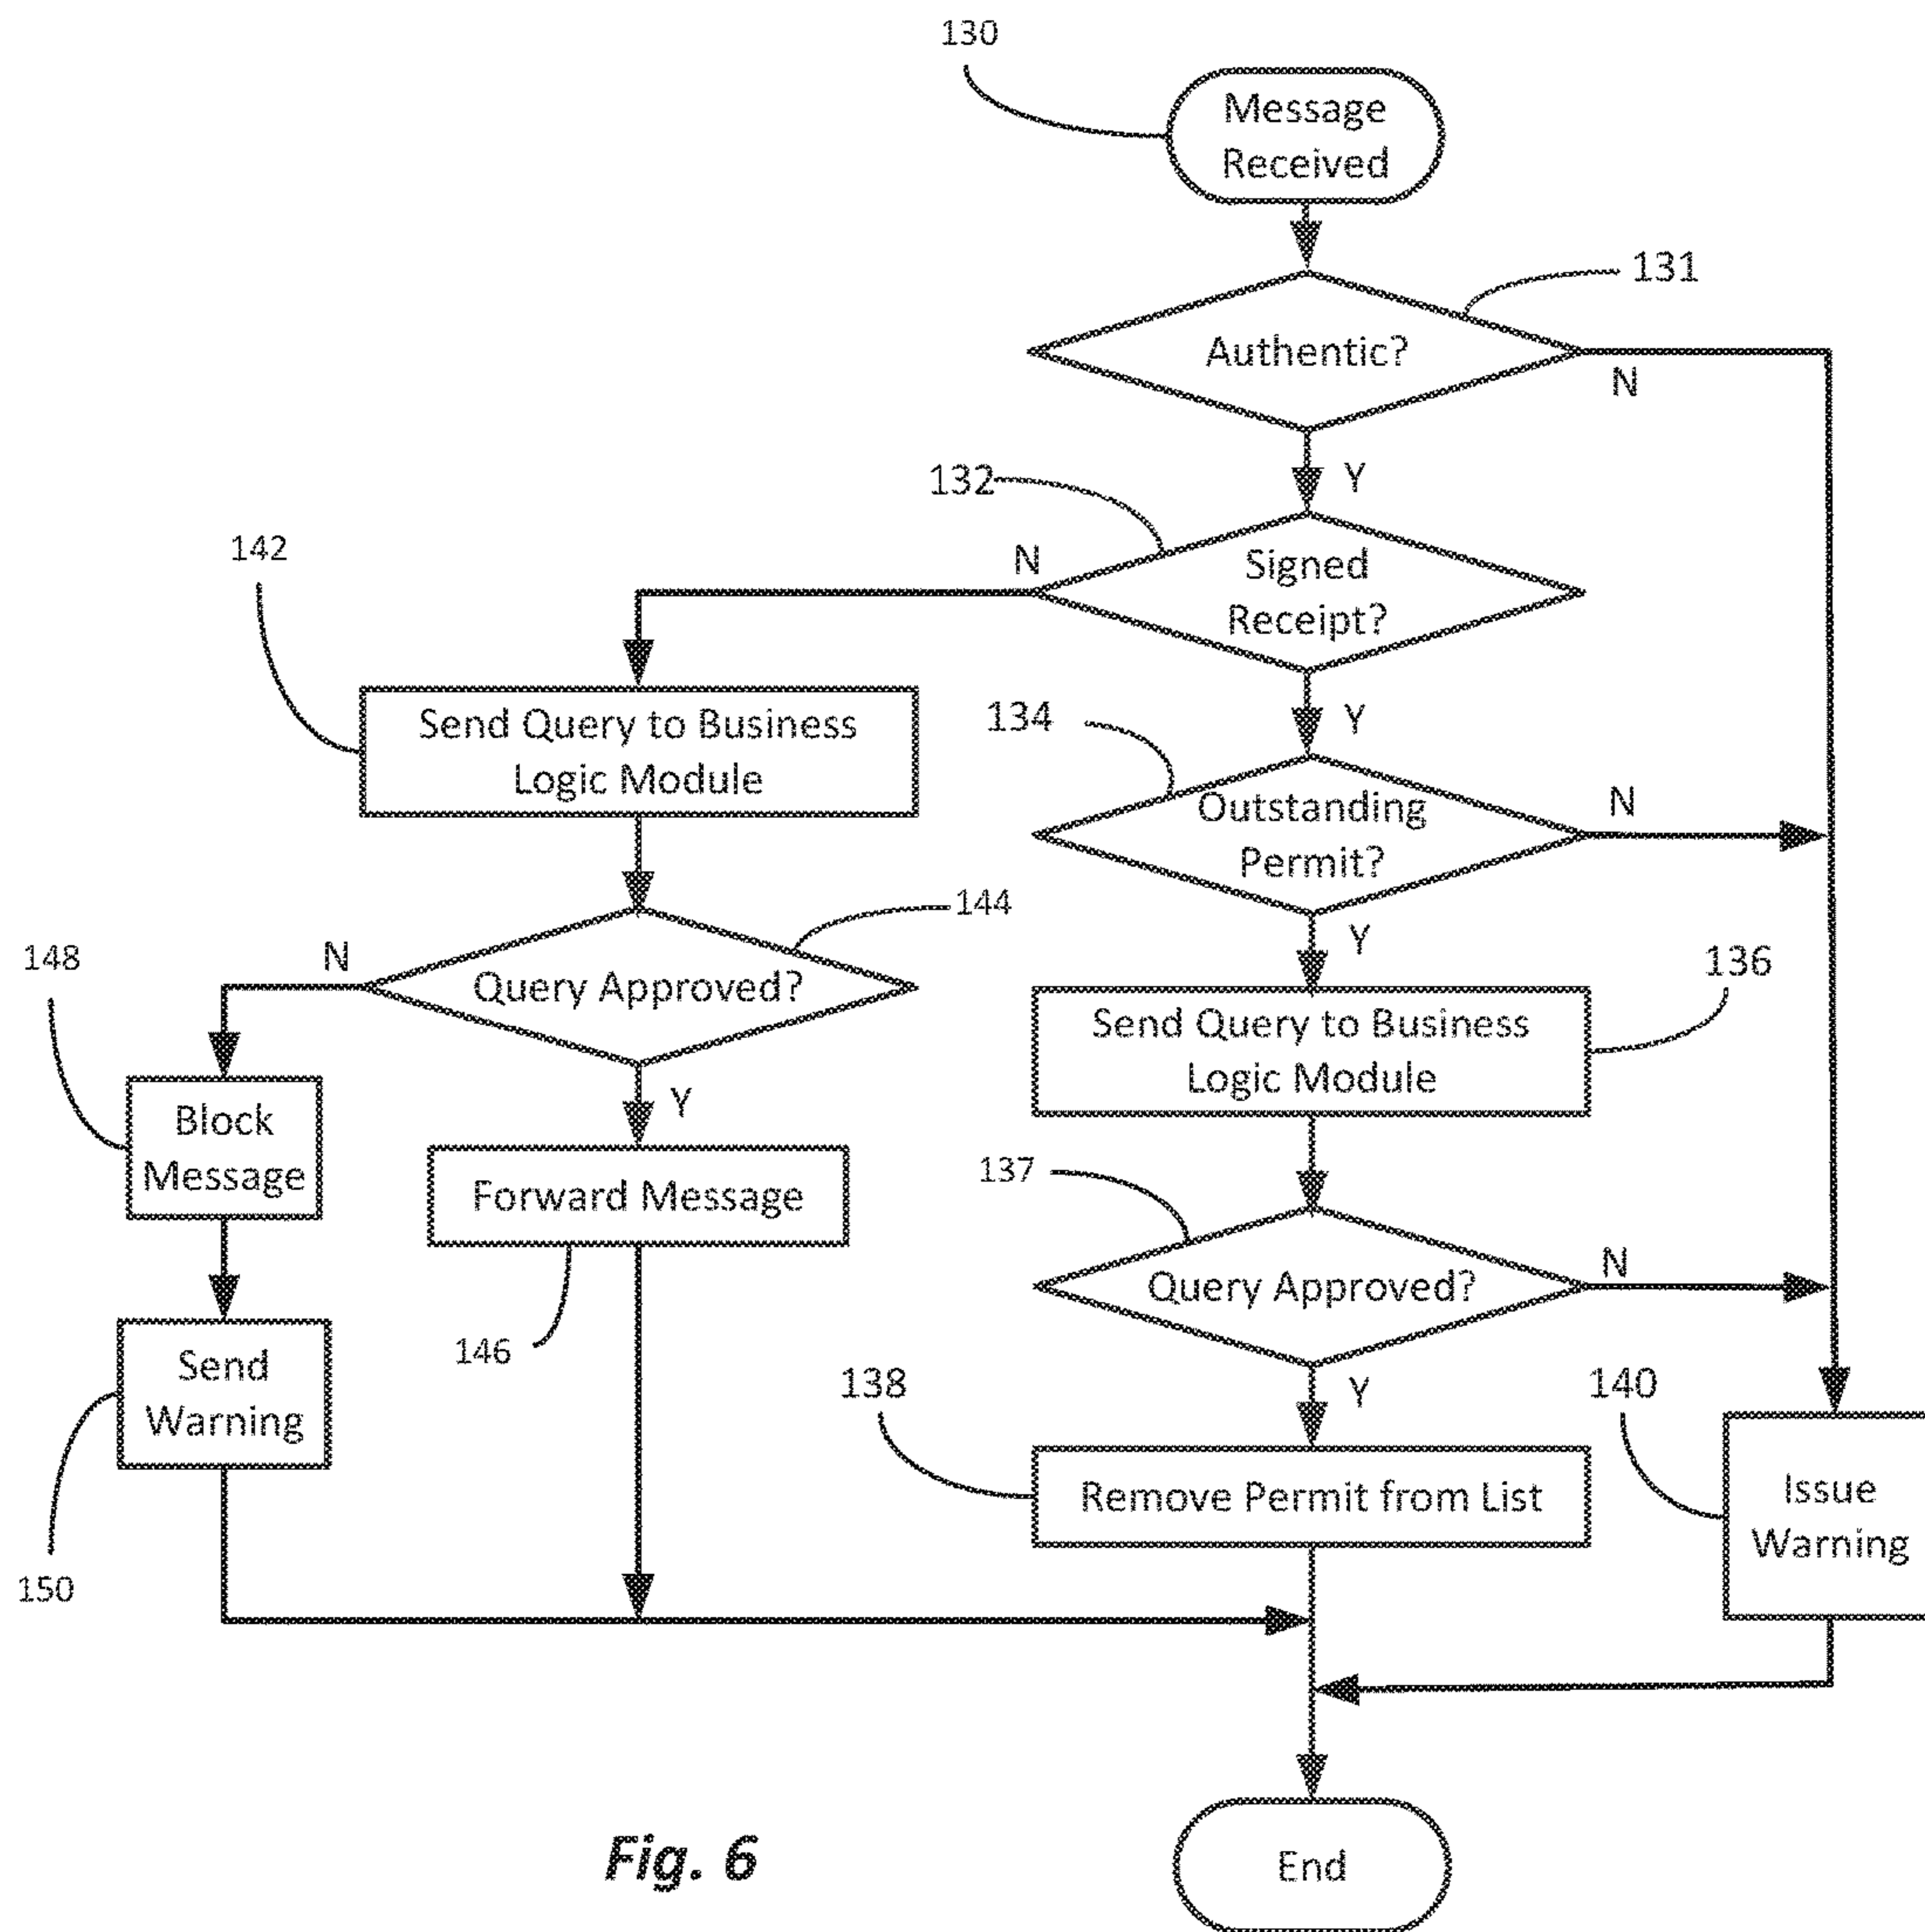 130
Message
Received
131
Authentic?
N
Y
132
Signed
Receipt?
N
Y
142
Send Query to Business
Logic Module
134
Outstanding
Permit?
N
Y
144
Query Approved?
N
Y
136
Send Query to Business
Logic Module
148
Block
Message
Forward Message
146
137
Query Approved?
N
Y
150
Send
Warning
138
Remove Permit from List
140
Issue
Warning
End
Fig. 6